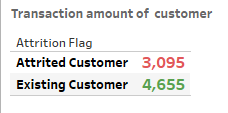 Transaction amount of customer
Attrition Flag
Attrited Customer 3,095
Existing Customer 4,655